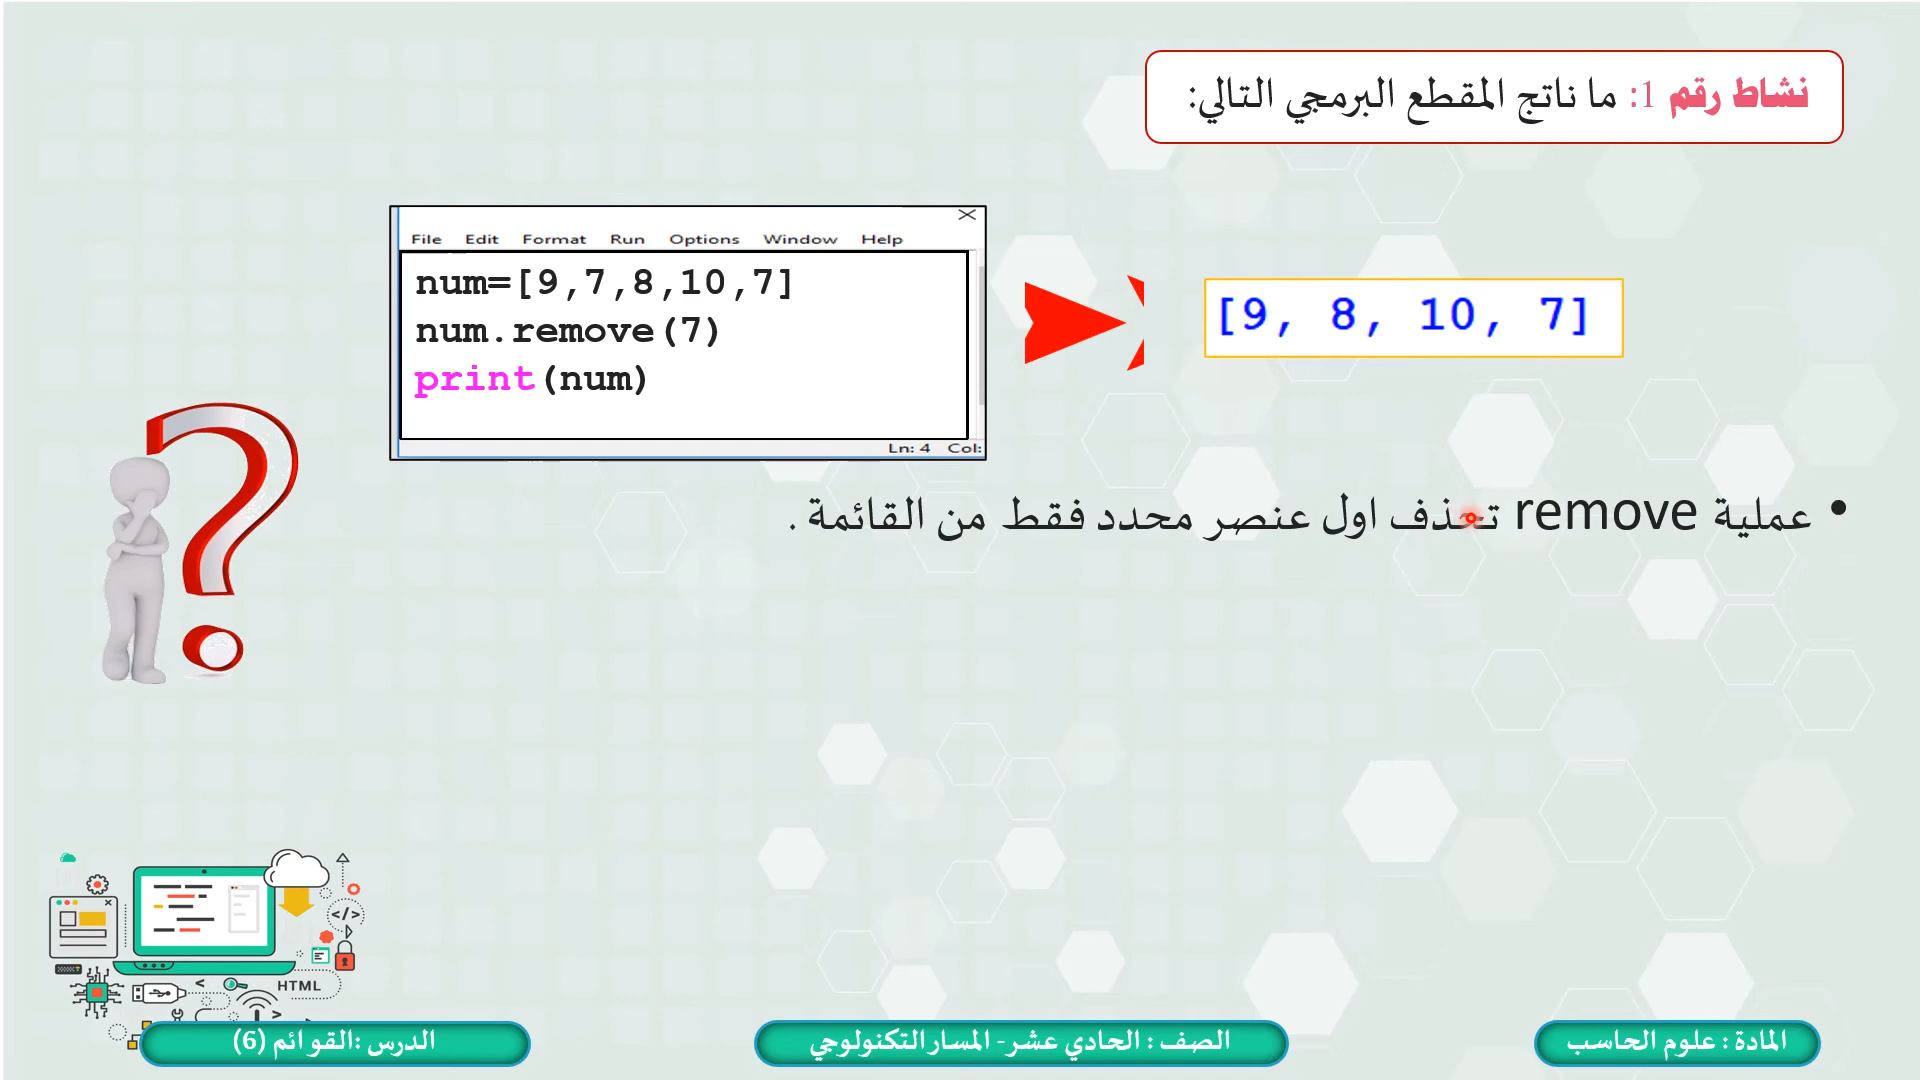 نشاط رقم 1: ما ناتج المقطع البرمجي التالي:
File Edit Format Run Options Window Help
num=[9,7,8,10,7]
num.remove(7)
print(num)
Ln: 4 Col:
[9, 8, 10, 7]
• عملية remove تحذف اول عنصر محدد فقط من القائمة .
</>
HTML
المادة : علوم الحاسب
الصف : الحادي عشر- المسار التكنولوجي
الدرس :القوائم (6)